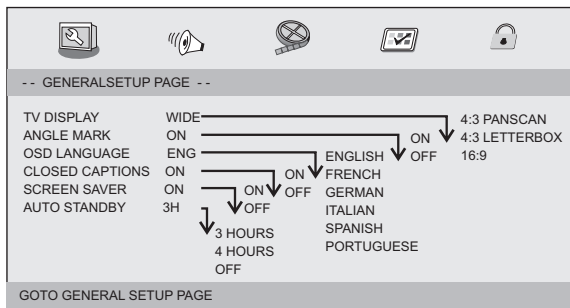 - - GENERALSETUP PAGE - -
TV DISPLAY WIDE 4:3 PANSCAN
ANGLE MARK ON ON 4:3 LETTERBOX
OSD LANGUAGE ENG ENGLISH OFF 16:9
CLOSED CAPTIONS ON ON FRENCH
SCREEN SAVER ON ON OFF GERMAN
AUTO STANDBY 3H OFF ITALIAN
3 HOURS SPANISH
4 HOURS PORTUGUESE
OFF
GOTO GENERAL SETUP PAGE